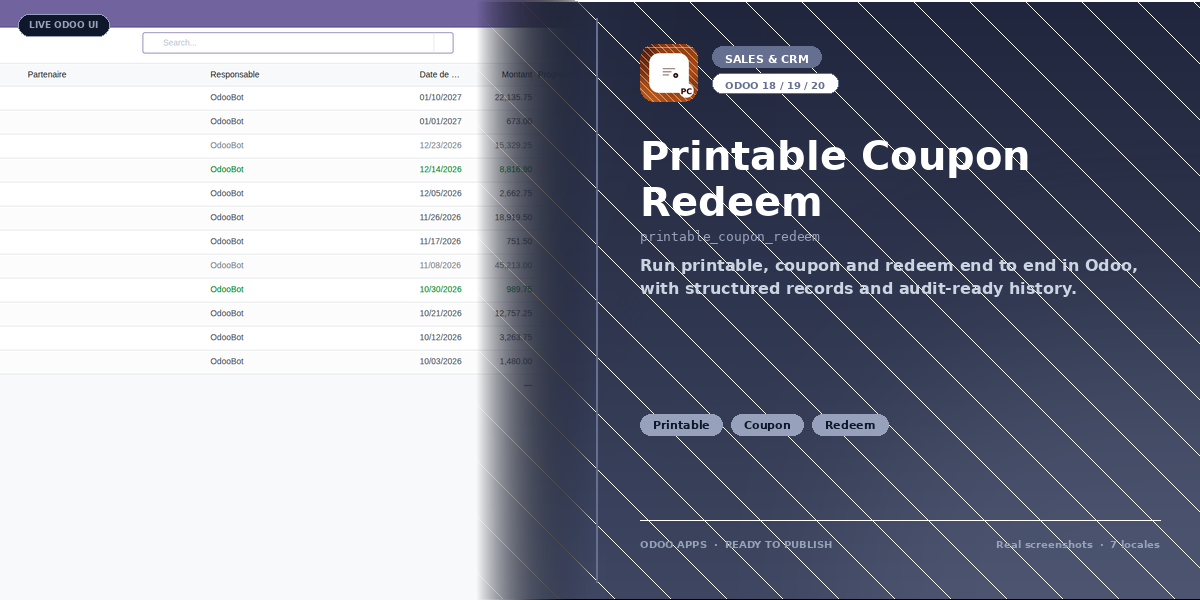 LIVE ODOO UI
Search...
Partenaire Responsable Date de ... Montant
OdooBot 01/10/2027 22,135.75
OdooBot 01/01/2027 673.00
OdooBot 12/23/2026 15,329.25
OdooBot 12/14/2026 8,816.90
OdooBot 12/05/2026 2,662.75
OdooBot 11/26/2026 18,919.50
OdooBot 11/17/2026 751.50
OdooBot 11/08/2026 45,213.00
OdooBot 10/30/2026 989.75
OdooBot 10/21/2026 12,757.25
OdooBot 10/12/2026 3,263.75
OdooBot 10/03/2026 1,480.00
PC
SALES & CRM
ODOO 18 / 19 / 20
Printable Coupon
Redeem
printable_coupon_redeem
Run printable, coupon and redeem end to end in Odoo,
with structured records and audit-ready history.
Printable Coupon Redeem
ODOO APPS · READY TO PUBLISH
Real screenshots · 7 locales